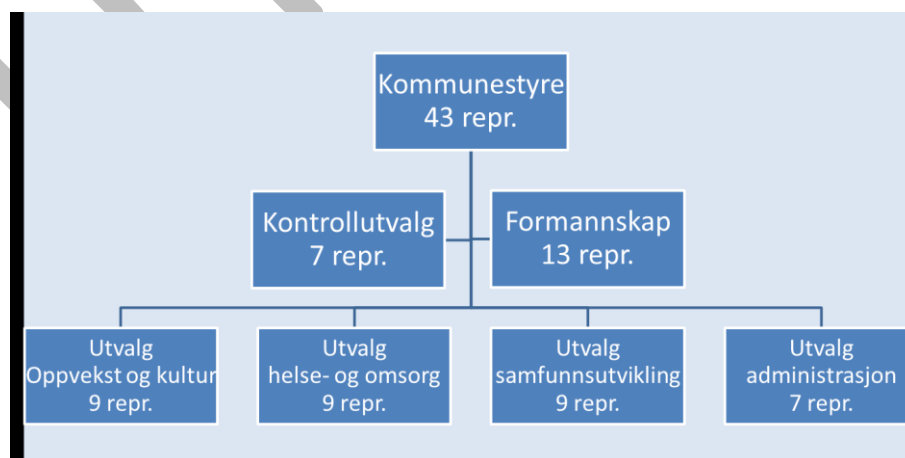 Kommunestyre
43 repr.
Kontrollutvalg
7 repr.
Formannskap
13 repr.
Utvalg
Oppvekst og kultur
9 repr.
Utvalg
helse- og omsorg
9 repr.
Utvalg
samfunnsutvikling
9 repr.
Utvalg
administrasjon
7 repr.